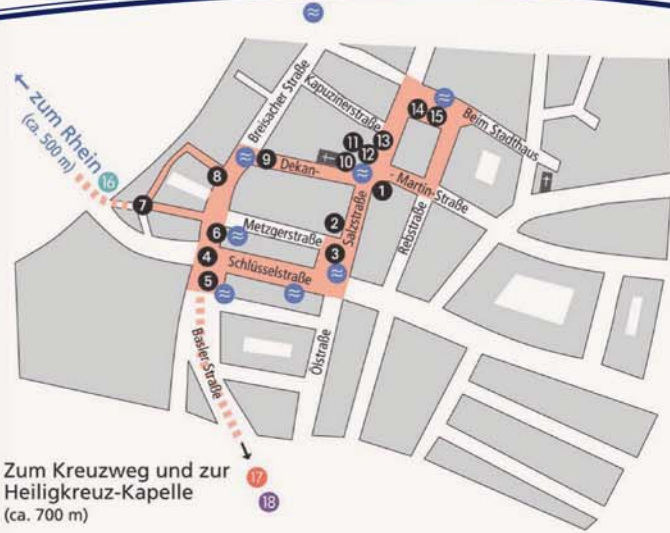 Breisacher Straße
Kapuzinerstraße
14
15
Beim Stadthaus
← zum Rhein
(ca. 500 m)
16
11
13
12
9
Dekan-
10
- Martin-Straße
8
1
7
Salzstraße
Rebstraße
2
6
Metzgerstraße
3
4
Schlüsselstraße
5
Basler Straße
Ölstraße
Zum Kreuzweg und zur
Heiligkreuz-Kapelle
(ca. 700 m)
17
18